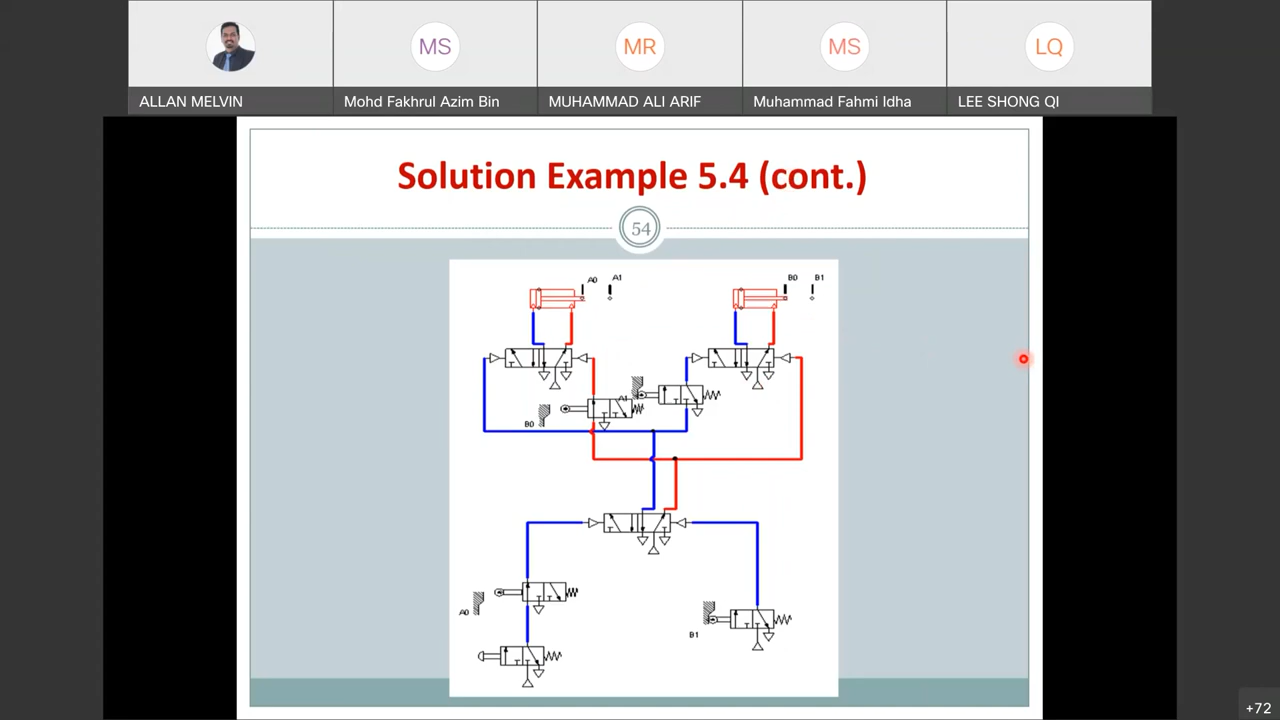 MS
MR
MS
LQ
ALLAN MELVIN
Mohd Fakhrul Azim Bin
MUHAMMAD ALI ARIF
Muhammad Fahmi Idha
LEE SHONG QI
Solution Example 5.4 (cont.)
54
A0
A1
B0
B1
A1
B0
A0
B1
+72